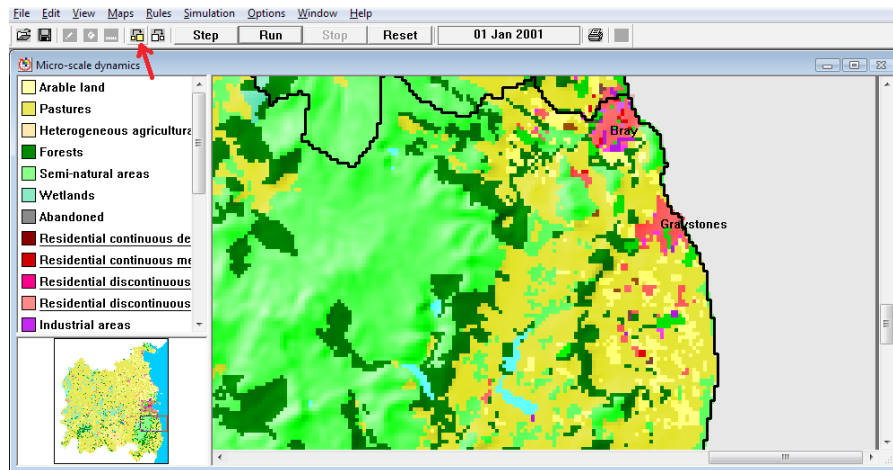 File Edit View Maps Rules Simulation Options Window Help
Step Run Stop Reset 01 Jan 2001
Micro-scale dynamics
Arable land
Pastures
Heterogeneous agricultura
Forests
Semi-natural areas
Wetlands
Abandoned
Residential continuous de
Residential continuous me
Residential discontinuous
Residential discontinuous
Industrial areas
Bray
Graystones